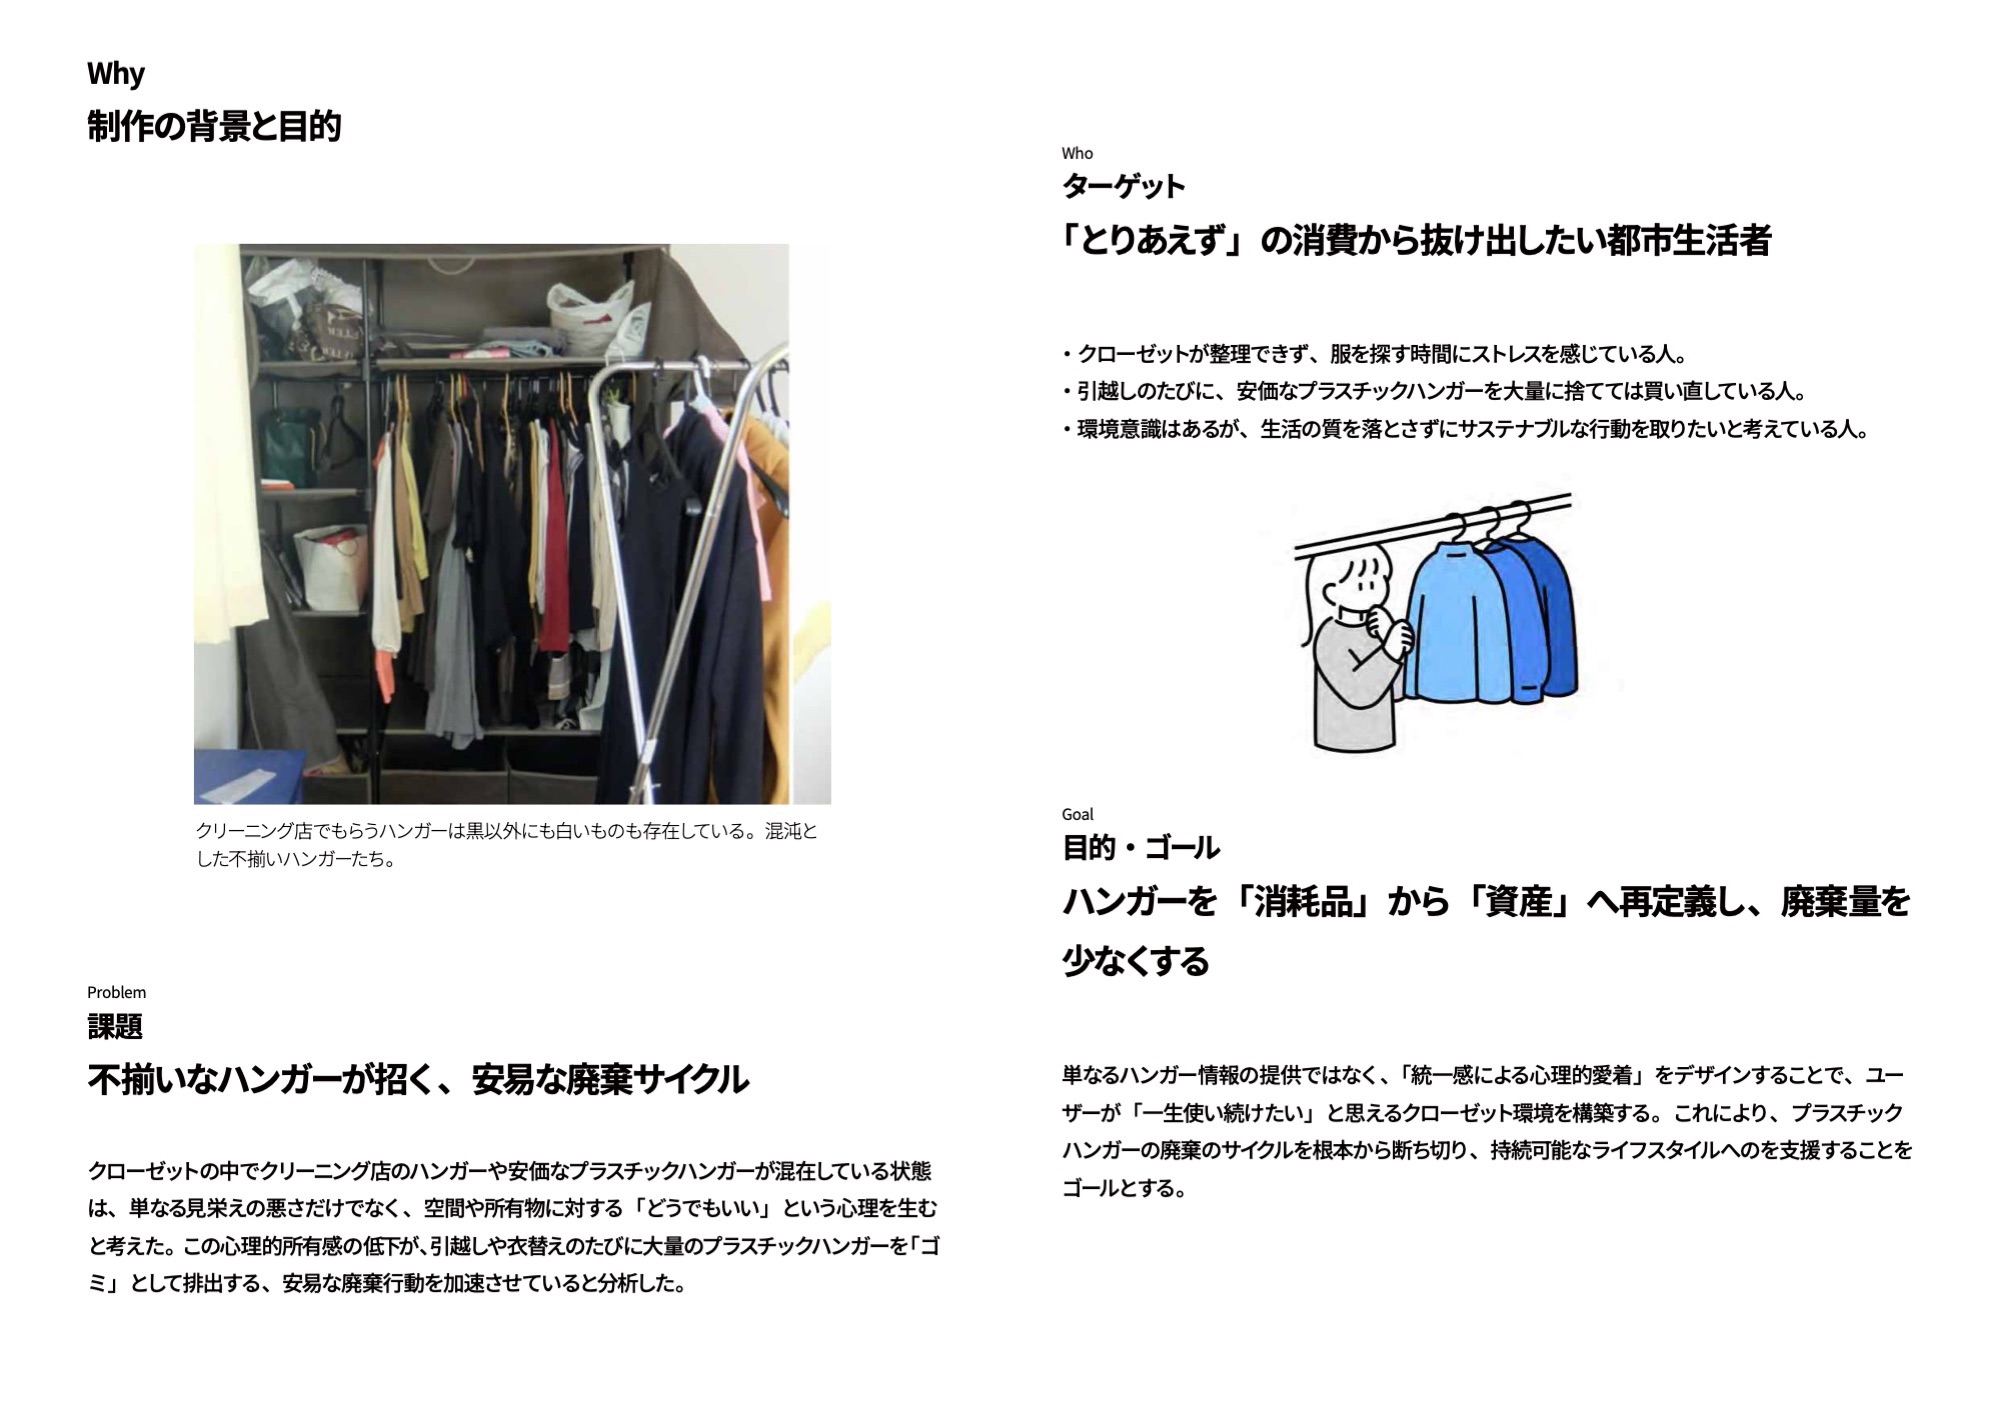 Why
制作の背景と目的
クリーニング店でもらうハンガーは黒以外にも白いものも存在している。混沌と
した不揃いハンガーたち。
Problem
課題
不揃いなハンガーが招く、安易な廃棄サイクル
クローゼットの中でクリーニング店のハンガーや安価なプラスチックハンガーが混在している状態
は、単なる見栄えの悪さだけでなく、空間や所有物に対する「どうでもいい」という心理を生む
と考えた。この心理的所有感の低下が、引越しや衣替えのたびに大量のプラスチックハンガーを「ゴ
ミ」として排出する、安易な廃棄行動を加速させていると分析した。
Who
ターゲット
「とりあえず」の消費から抜け出したい都市生活者
・クローゼットが整理できず、服を探す時間にストレスを感じている人。
・引越しのたびに、安価なプラスチックハンガーを大量に捨てては買い直している人。
・環境意識はあるが、生活の質を落とさずにサステナブルな行動を取りたいと考えている人。
Goal
目的・ゴール
ハンガーを「消耗品」から「資産」へ再定義し、廃棄量を
少なくする
単なるハンガー情報の提供ではなく、「統一感による心理的愛着」をデザインすることで、ユー
ザーが「一生使い続けたい」と思えるクローゼット環境を構築する。これにより、プラスチック
ハンガーの廃棄のサイクルを根本から断ち切り、持続可能なライフスタイルへのを支援することを
ゴールとする。